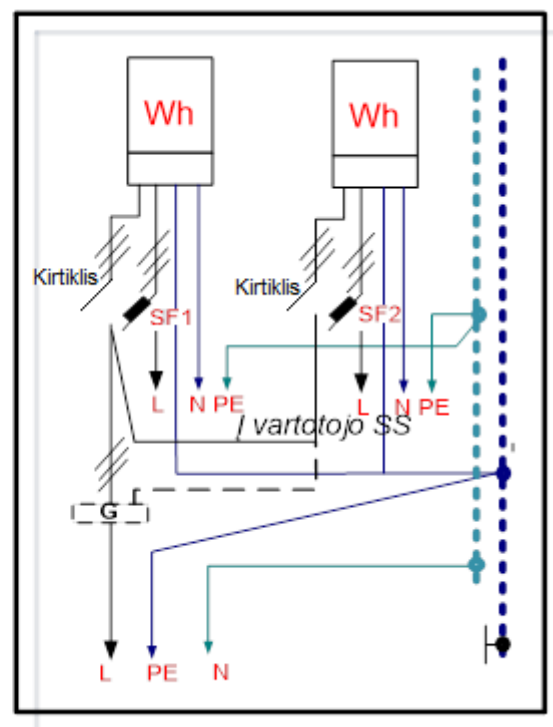 Wh
Wh
Kirtiklis
Kirtiklis
SF1
SF2
L
N
PE
L
N
PE
Į vartotojo SS
G
L
PE
N